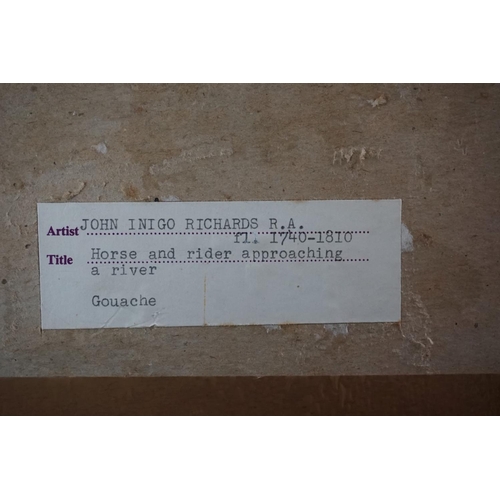 Artist JOHN INIGO RICHARDS R.A.
fl. 1740-1810
Title Horse and rider approaching
a river
Gouache